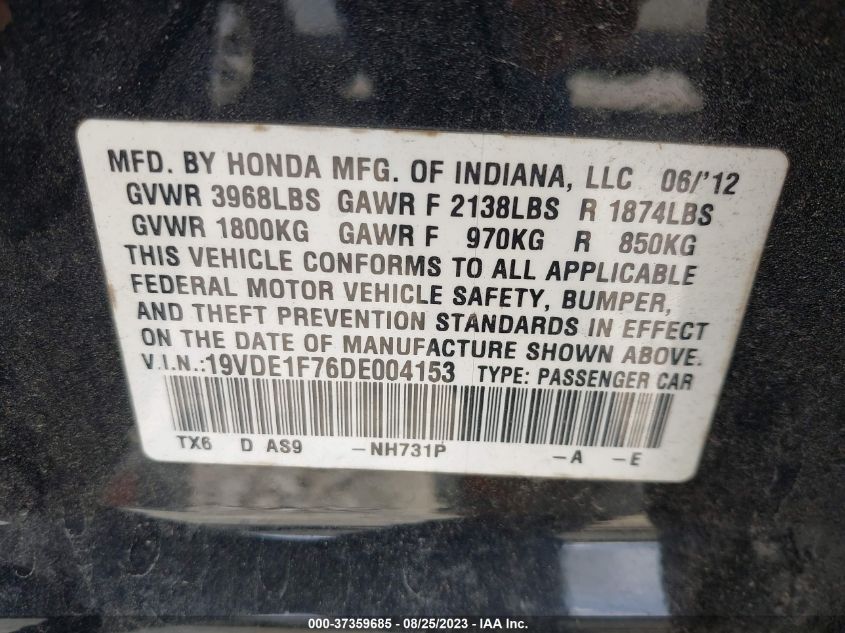 MFD. BY HONDA MFG. OF INDIANA, LLC 06/'12
GVWR 3968LBS GAWR F 2138LBS R 1874LBS
GVWR 1800KG GAWR F 970KG R 850KG
THIS VEHICLE CONFORMS TO ALL APPLICABLE
FEDERAL MOTOR VEHICLE SAFETY, BUMPER,
AND THEFT PREVENTION STANDARDS IN EFFECT
ON THE DATE OF MANUFACTURE SHOWN ABOVE.
V.I.N.:19VDE1F76DE004153 TYPE: PASSENGER CAR
TX6 D AS9 -NH731P -A -E
000-37359685 - 08/25/2023 - IAA Inc.